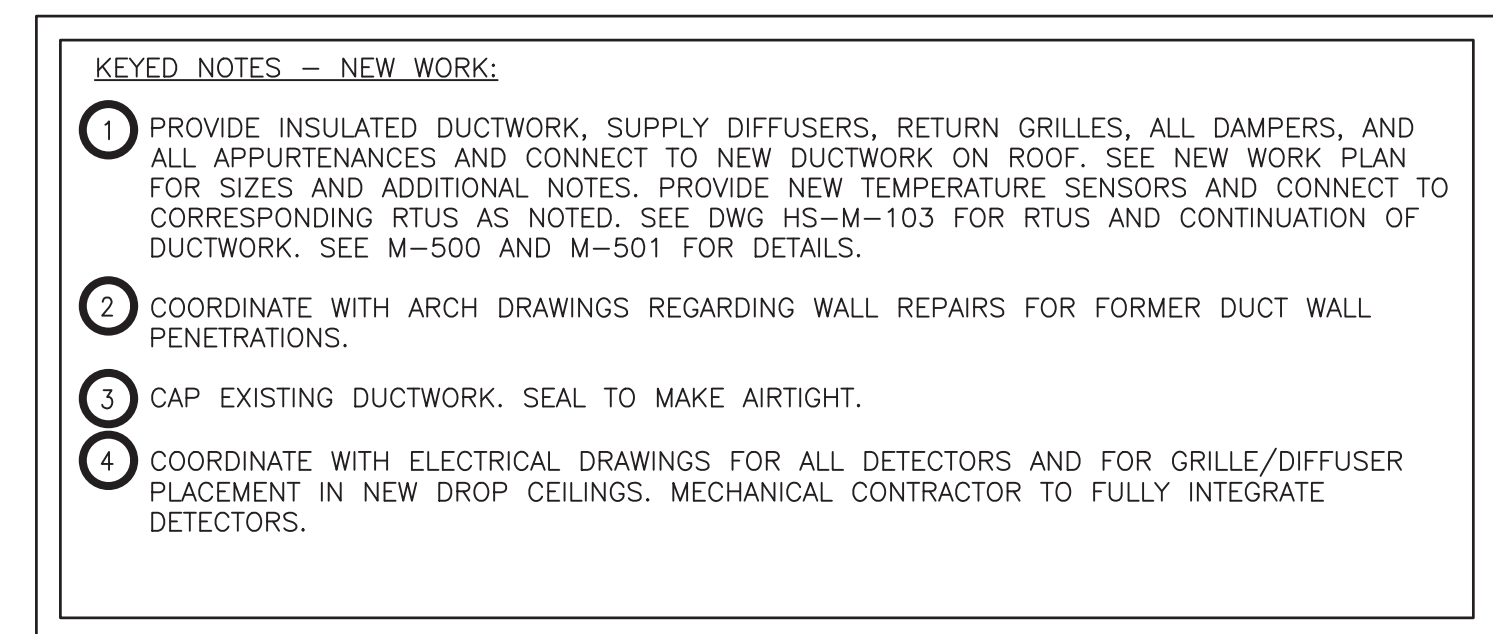 KEYED NOTES – NEW WORK:
1 PROVIDE INSULATED DUCTWORK, SUPPLY DIFFUSERS, RETURN GRILLES, ALL DAMPERS, AND
ALL APPURTENANCES AND CONNECT TO NEW DUCTWORK ON ROOF. SEE NEW WORK PLAN
FOR SIZES AND ADDITIONAL NOTES. PROVIDE NEW TEMPERATURE SENSORS AND CONNECT TO
CORRESPONDING RTUS AS NOTED. SEE DWG HS–M–103 FOR RTUS AND CONTINUATION OF
DUCTWORK. SEE M–500 AND M–501 FOR DETAILS.
2 COORDINATE WITH ARCH DRAWINGS REGARDING WALL REPAIRS FOR FORMER DUCT WALL
PENETRATIONS.
3 CAP EXISTING DUCTWORK. SEAL TO MAKE AIRTIGHT.
4 COORDINATE WITH ELECTRICAL DRAWINGS FOR ALL DETECTORS AND FOR GRILLE/DIFFUSER
PLACEMENT IN NEW DROP CEILINGS. MECHANICAL CONTRACTOR TO FULLY INTEGRATE
DETECTORS.